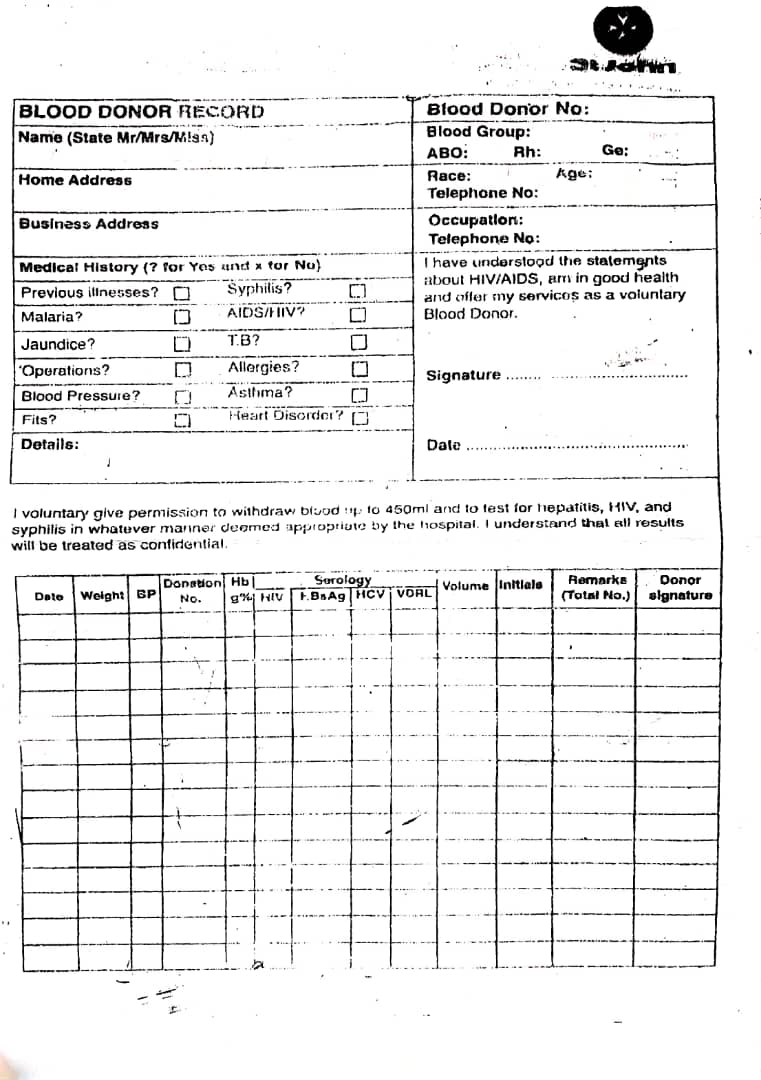 St John
BLOOD DONOR RECORD
Name (State Mr/Mrs/Miss)
Home Address
Business Address
Medical History (? for Yes and x for No)
Previous illnesses? Syphilis?
Malaria? AIDS/HIV?
Jaundice? T.B?
Operations? Allergies?
Blood Pressure? Asthma?
Fits? Heart Disorder?
Details:
Blood Donor No:
Blood Group:
ABO: Rh: Ge:
Race: Age:
Telephone No:
Occupation:
Telephone No:
I have understood the statements
about HIV/AIDS, am in good health
and offer my services as a voluntary
Blood Donor.
Signature
Date
I voluntary give permission to withdraw blood up to 450ml and to test for hepatitis, HIV, and
syphilis in whatever manner deemed appropriate by the hospital. I understand that all results
will be treated as confidential.
Date Weight BP Donation No. Hb g% Serology HIV HBsAg HCV VDRL Volume Initials Remarks (Total No.) Donor signature